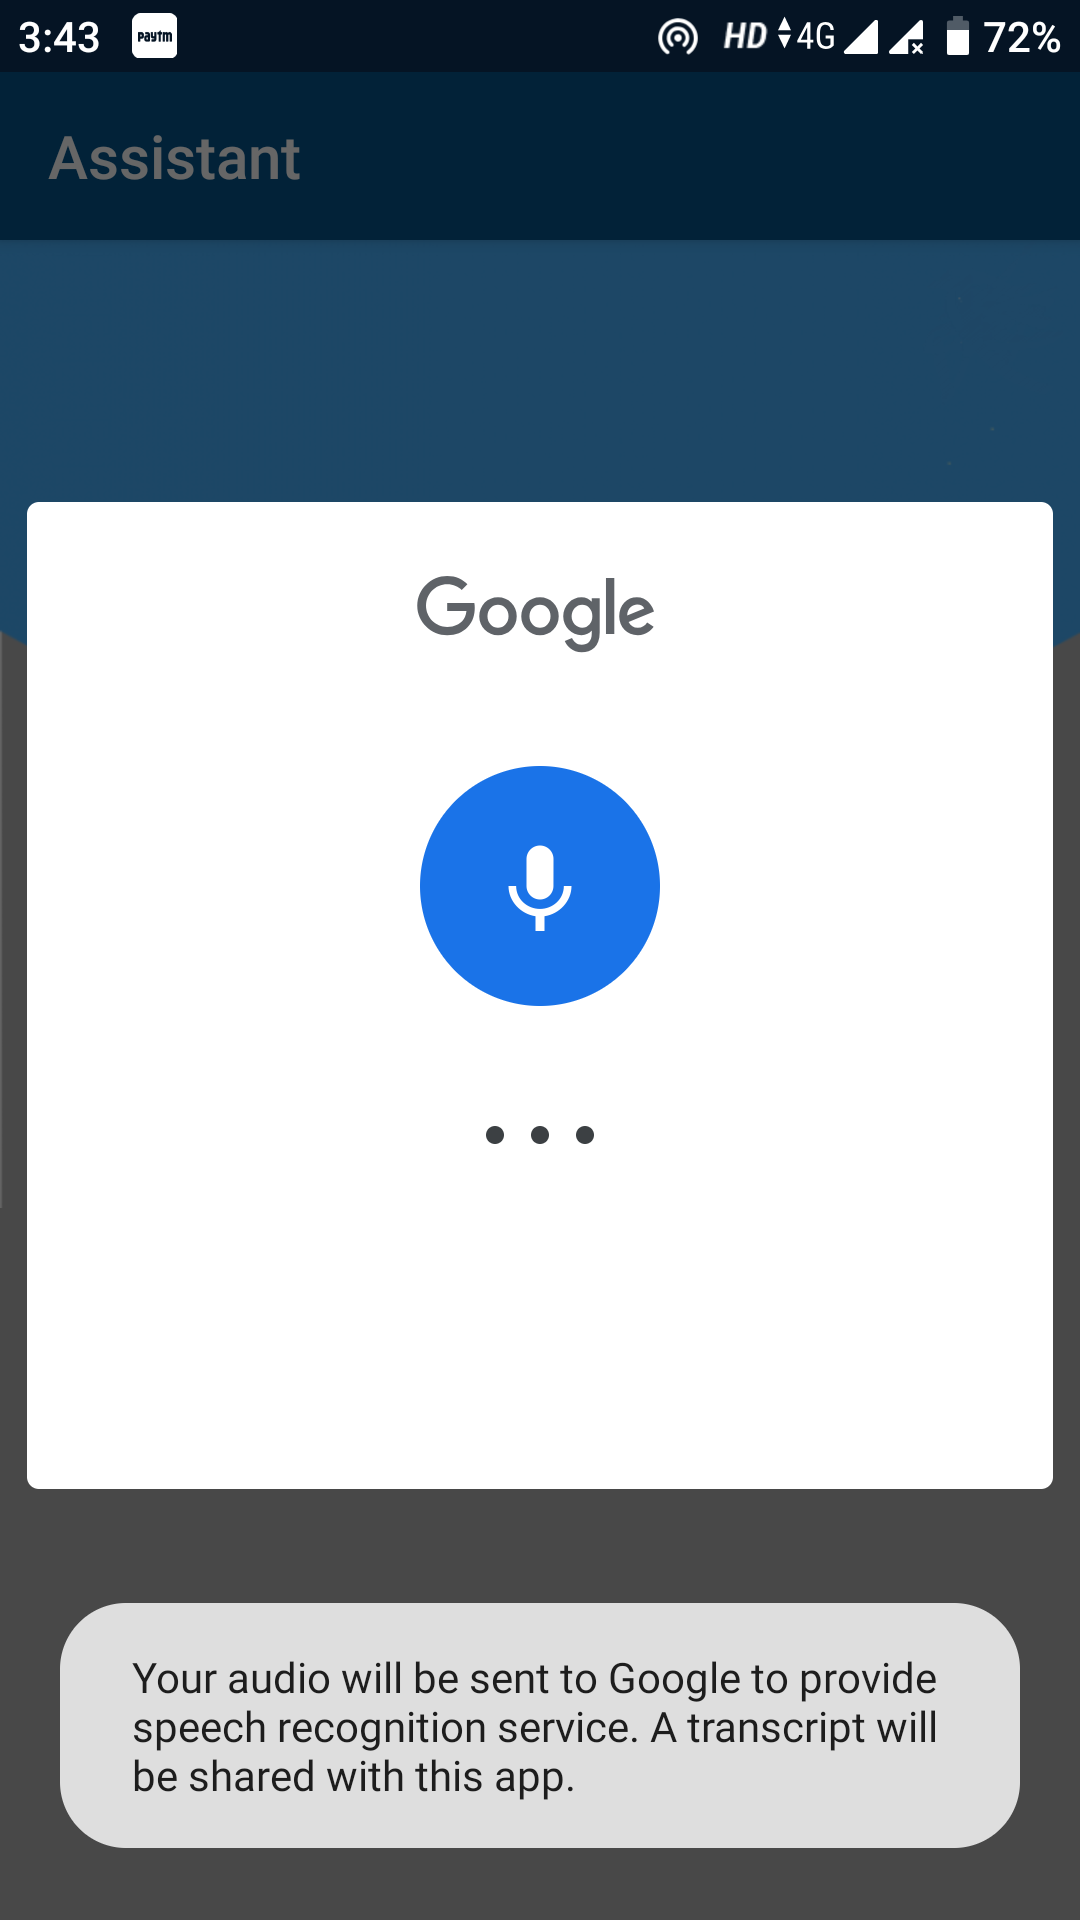 3:43 paytm HD 4G 72%
Assistant
Google
Your audio will be sent to Google to provide
speech recognition service. A transcript will
be shared with this app.